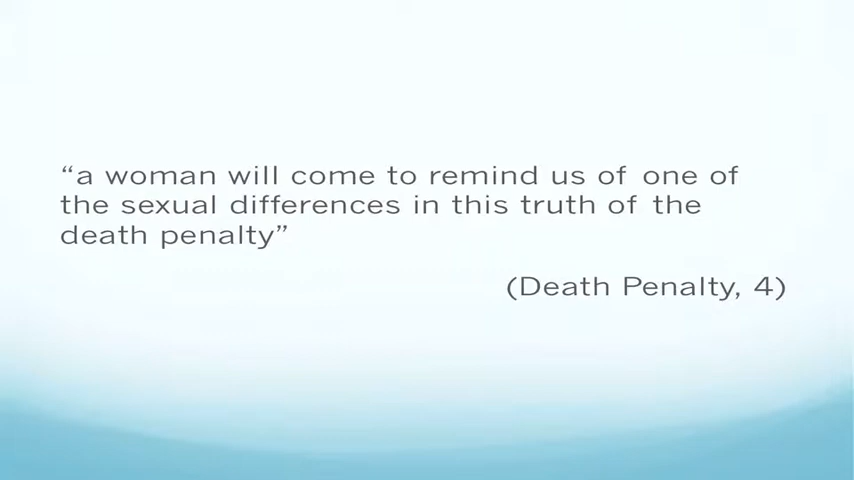 “a woman will come to remind us of one of
the sexual differences in this truth of the
death penalty”
(Death Penalty, 4)